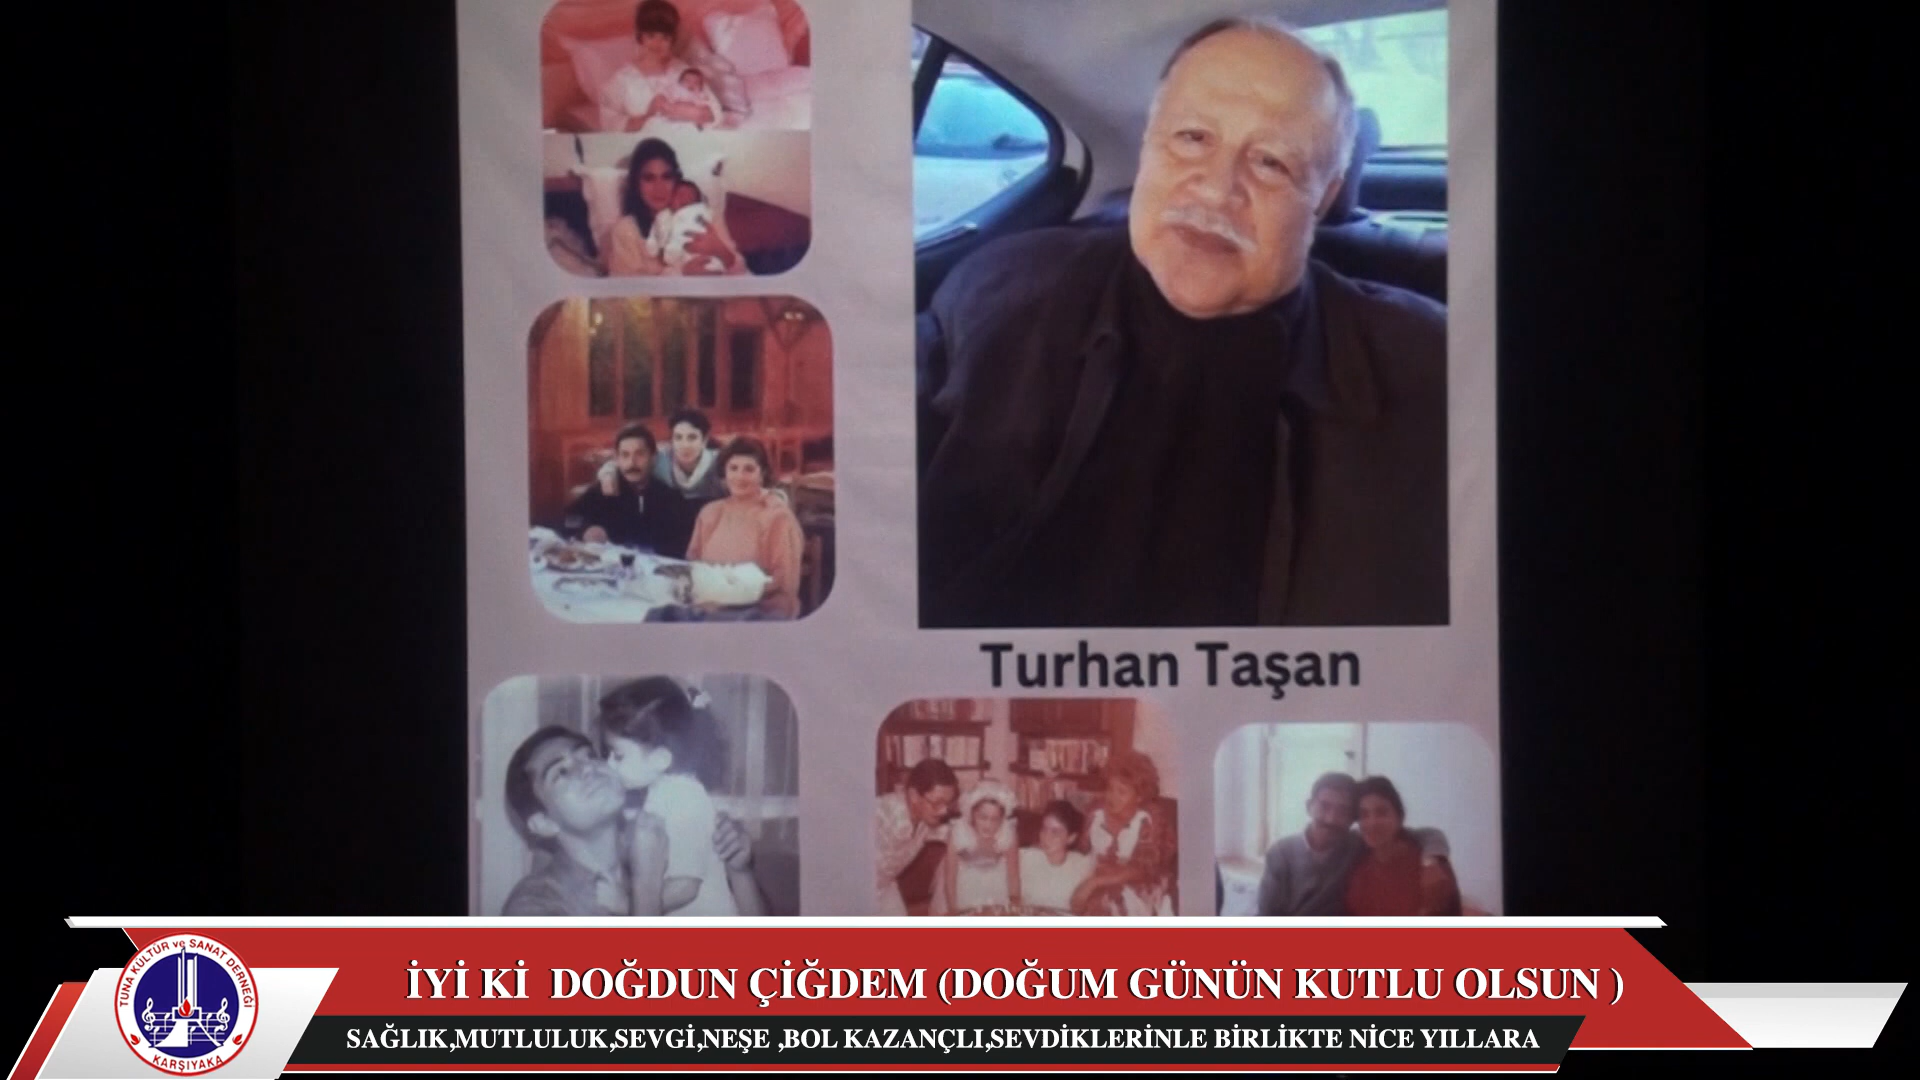 Turhan Taşan
İYİ Kİ DOĞDUN ÇİĞDEM (DOĞUM GÜNÜN KUTLU OLSUN )
SAĞLIK,MUTLULUK,SEVGİ,NEŞE ,BOL KAZANÇLI,SEVDİKLERİNLE BİRLİKTE NİCE YILLARA
TUNA KÜLTÜR ve SANAT DERNEĞİ
KARŞIYAKA